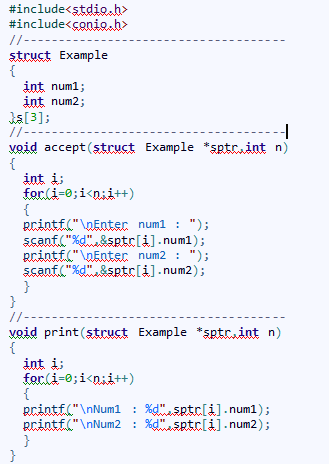 #include<stdio.h>
#include<conio.h>
//------------------------------------
struct Example
{
int num1;
int num2;
}s[3];
//------------------------------------
void accept(struct Example *sptr,int n)
{
int i;
for(i=0;i<n;i++)
{
printf("\nEnter num1 : ");
scanf("%d",&sptr[i].num1);
printf("\nEnter num2 : ");
scanf("%d",&sptr[i].num2);
}
}
//------------------------------------
void print(struct Example *sptr,int n)
{
int i;
for(i=0;i<n;i++)
{
printf("\nNum1 : %d",sptr[i].num1);
printf("\nNum2 : %d",sptr[i].num2);
}
}